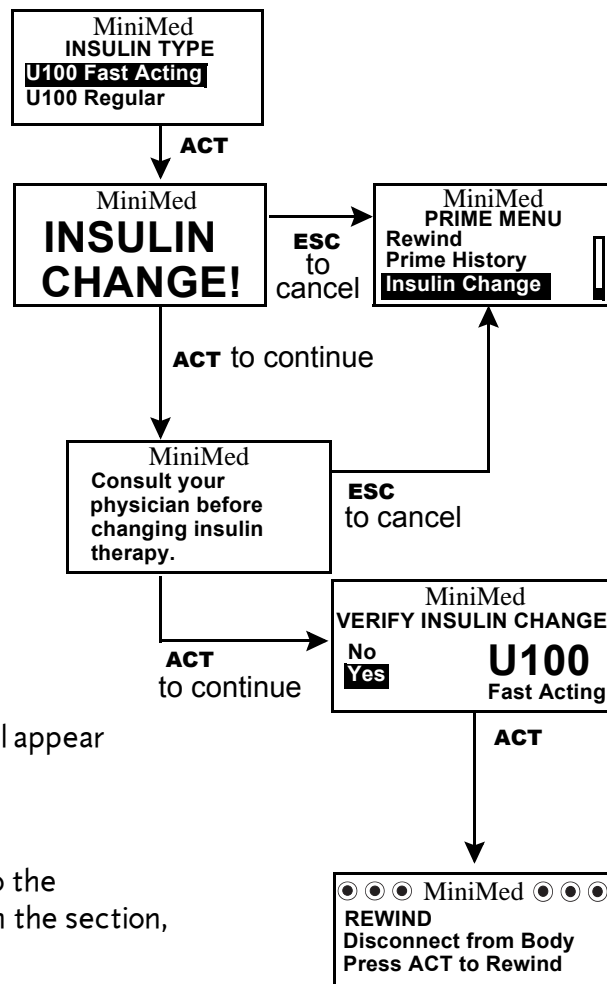 MiniMed
INSULIN TYPE
U100 Fast Acting
U100 Regular
ACT
MiniMed
INSULIN
CHANGE!
ESC
to
cancel
MiniMed
PRIME MENU
Rewind
Prime History
Insulin Change
ACT to continue
MiniMed
Consult your
physician before
changing insulin
therapy.
ESC
to cancel
ACT
to continue
MiniMed
VERIFY INSULIN CHANGE
No
Yes
U100
Fast Acting
appear
ACT
the
the section,
MiniMed
REWIND
Disconnect from Body
Press ACT to Rewind